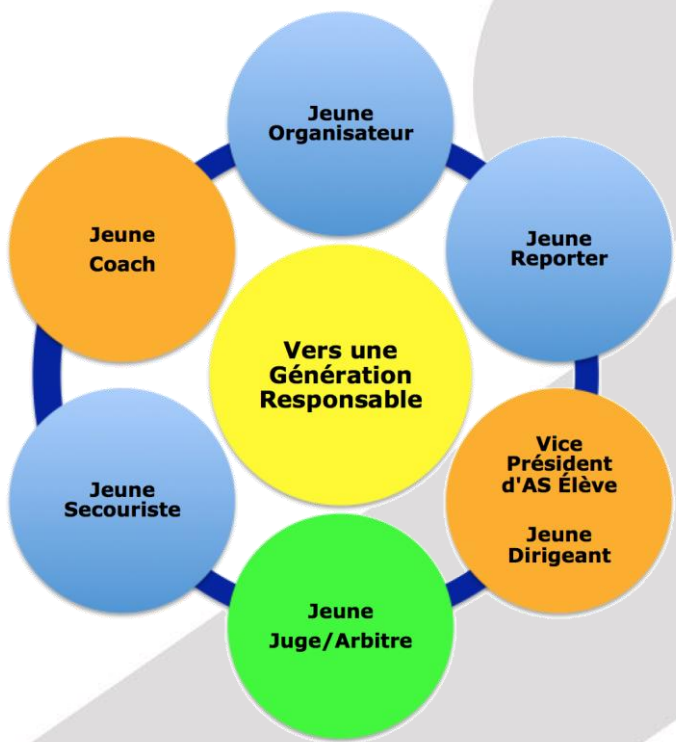 Jeune
Organisateur
Jeune
Reporter
Vice
Président
d'AS Élève
Jeune
Dirigeant
Jeune
Juge/Arbitre
Jeune
Secouriste
Jeune
Coach
Vers une
Génération
Responsable